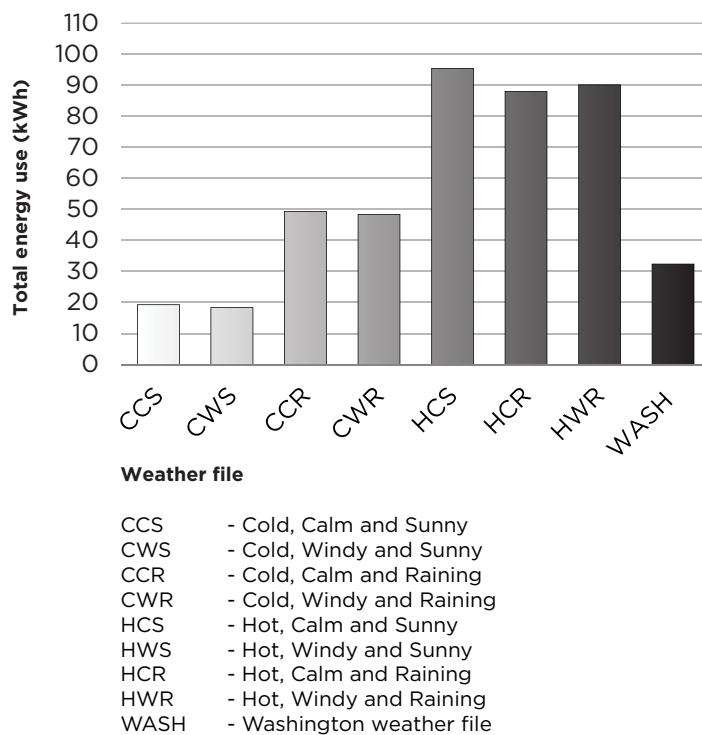 Total energy use (kWh)
110
100
90
80
70
60
50
40
30
20
10
0
CCS
CWS
CCR
CWR
HCS
HCR
HWR
WASH
Weather file
CCS - Cold, Calm and Sunny
CWS - Cold, Windy and Sunny
CCR - Cold, Calm and Raining
CWR - Cold, Windy and Raining
HCS - Hot, Calm and Sunny
HWS - Hot, Windy and Sunny
HCR - Hot, Calm and Raining
HWR - Hot, Windy and Raining
WASH - Washington weather file